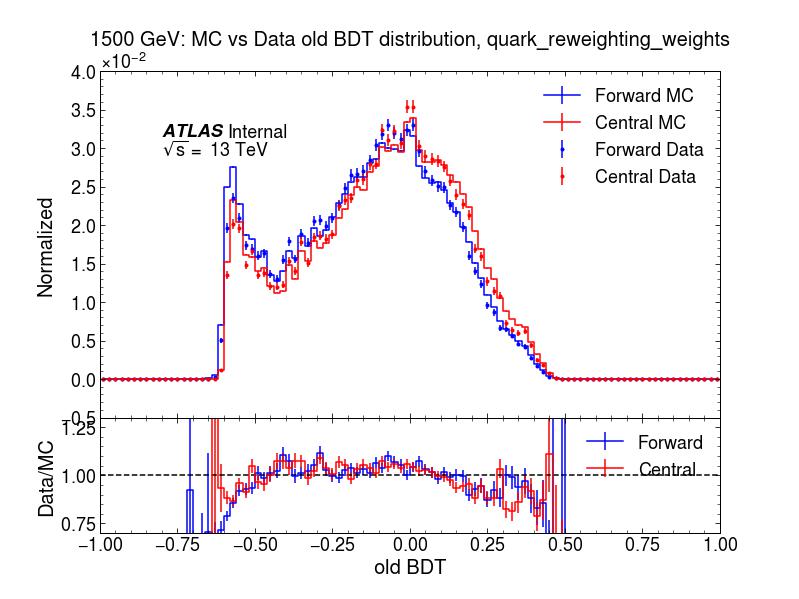 1500 GeV: MC vs Data old BDT distribution, quark_reweighting_weights
×10⁻²
4.0
3.5
3.0
2.5
2.0
1.5
1.0
0.5
0.0
−0.5
Normalized
ATLAS Internal
√s = 13 TeV
Forward MC
Central MC
Forward Data
Central Data
1.25
1.00
0.75
Data/MC
Forward
Central
−1.00 −0.75 −0.50 −0.25 0.00 0.25 0.50 0.75 1.00
old BDT